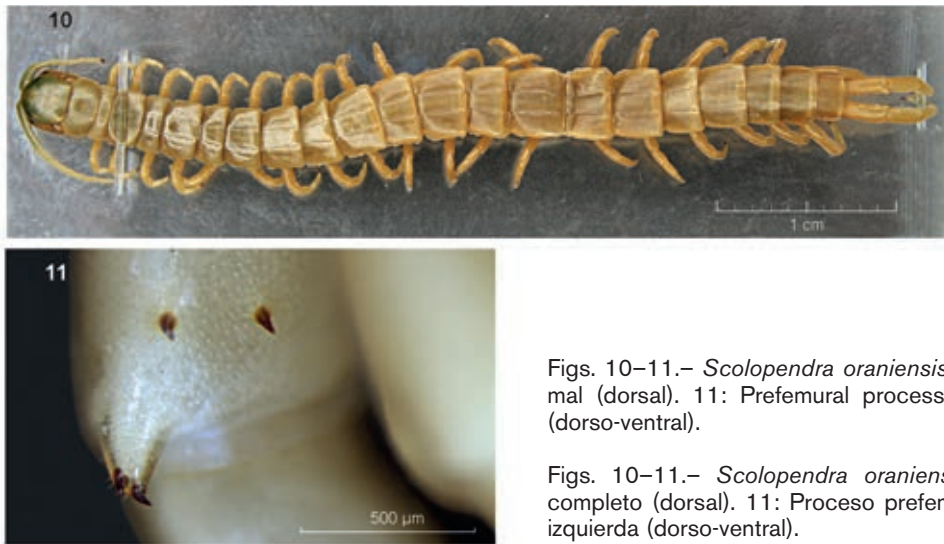 10
1 cm
11
500 µm
Figs. 10–11.– Scolopendra oraniensis
mal (dorsal). 11: Prefemural process
(dorso-ventral).
Figs. 10–11.– Scolopendra oraniens
completo (dorsal). 11: Proceso prefem
izquierda (dorso-ventral).